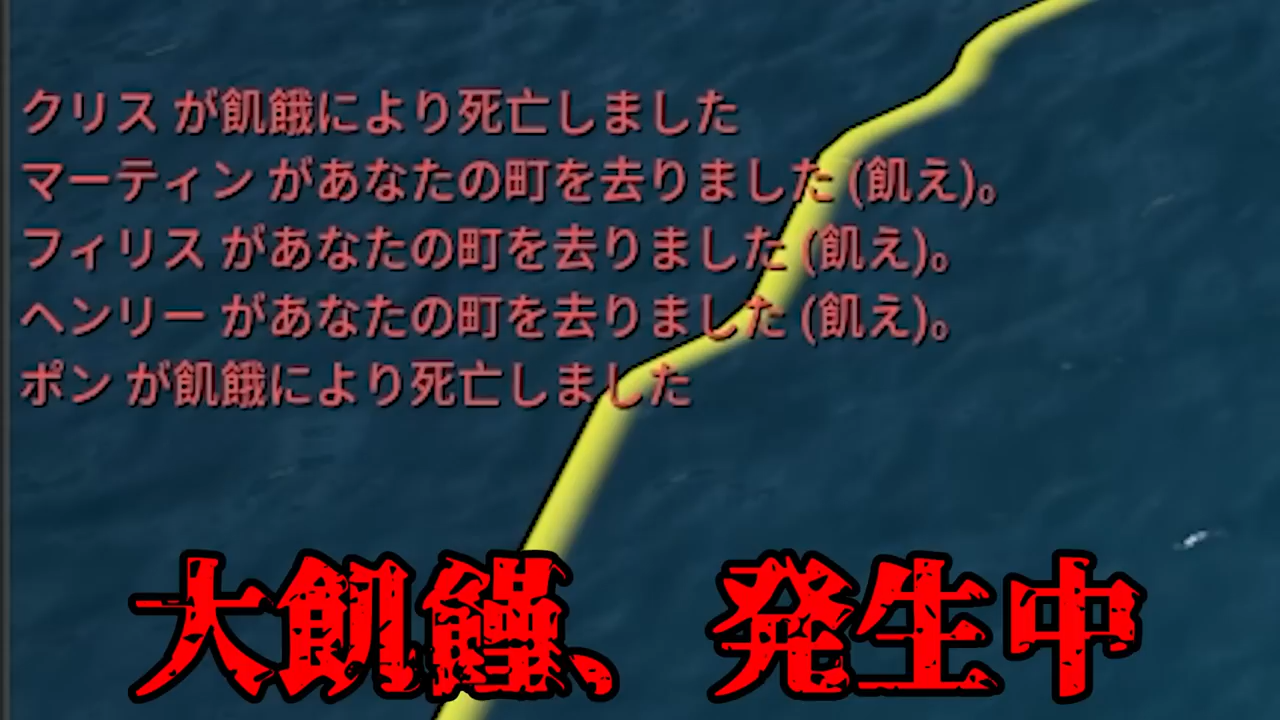 クリス が飢餓により死亡しました
マーティン があなたの町を去りました (飢え)。
フィリス があなたの町を去りました (飢え)。
ヘンリー があなたの町を去りました (飢え)。
ポン が飢餓により死亡しました
大飢饉、発生中